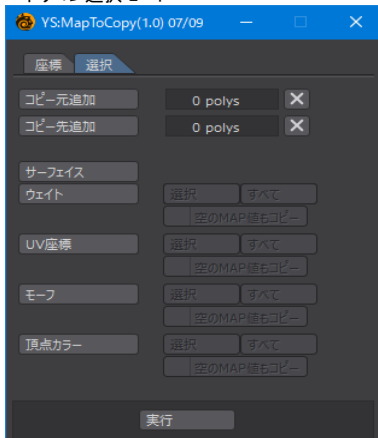 YS:MapToCopy(1.0) 07/09
座標 選択
コピー元追加 0 polys
コピー先追加 0 polys
サーフェイス
ウェイト 選択 すべて
空のMAP値もコピー
UV座標 選択 すべて
空のMAP値もコピー
モーフ 選択 すべて
空のMAP値もコピー
頂点カラー 選択 すべて
空のMAP値もコピー
実行